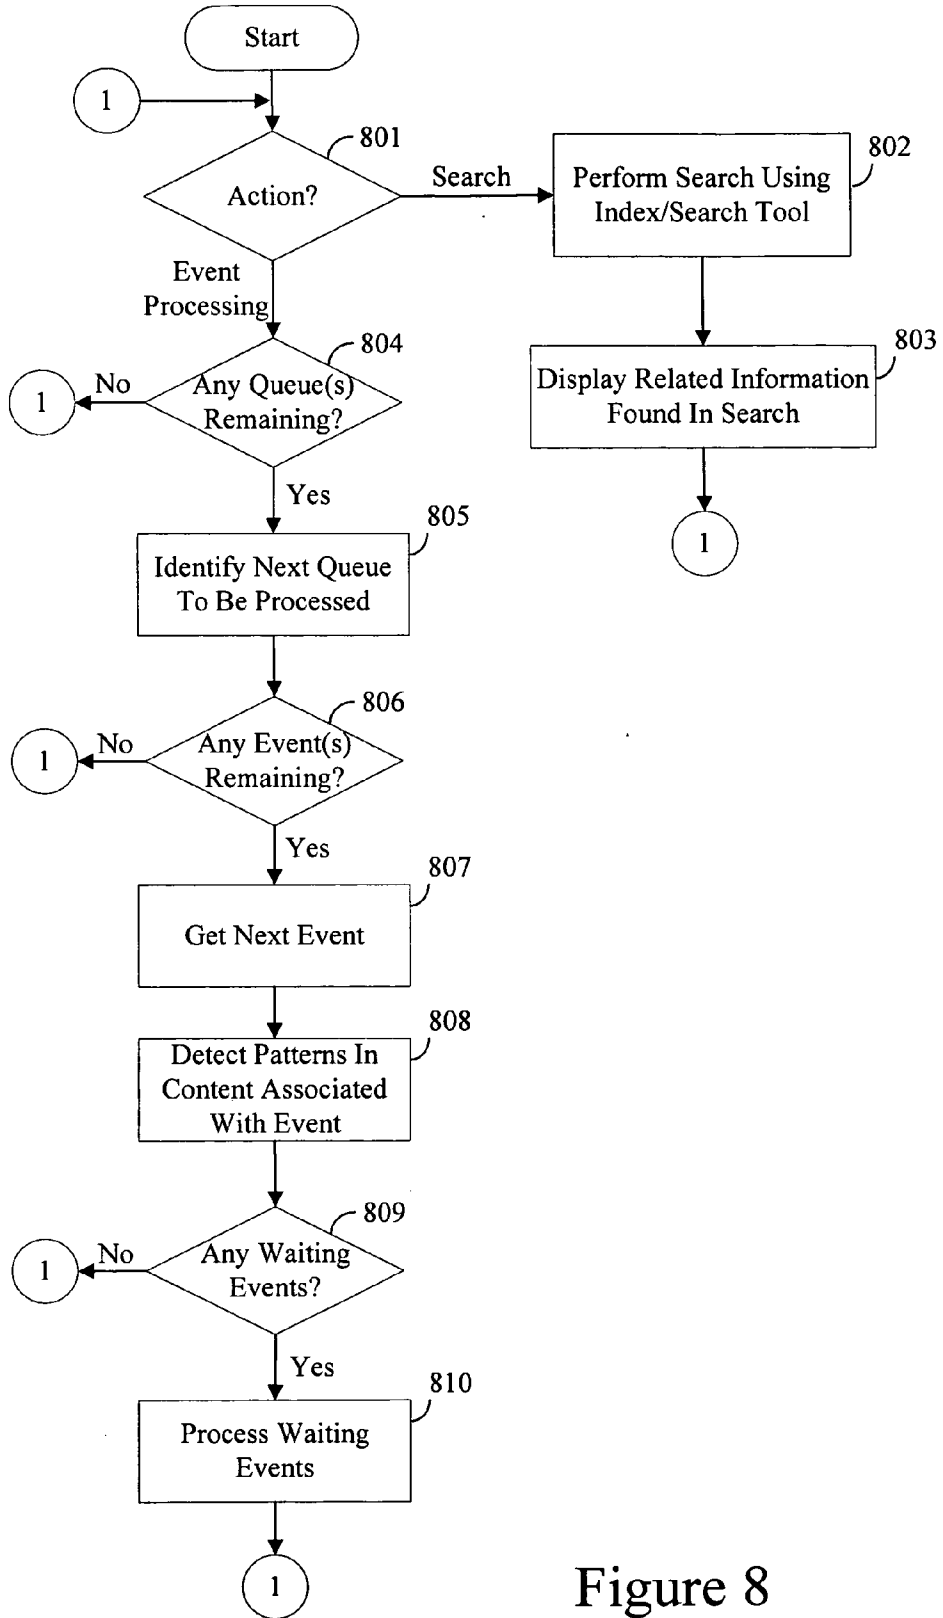 Start
1
801
Action?
Search
802
Perform Search Using
Index/Search Tool
Event
Processing
803
Display Related Information
Found In Search
1
804
Any Queue(s)
Remaining?
No
1
Yes
805
Identify Next Queue
To Be Processed
806
Any Event(s)
Remaining?
No
1
Yes
807
Get Next Event
808
Detect Patterns In
Content Associated
With Event
809
Any Waiting
Events?
No
1
Yes
810
Process Waiting
Events
1
Figure 8